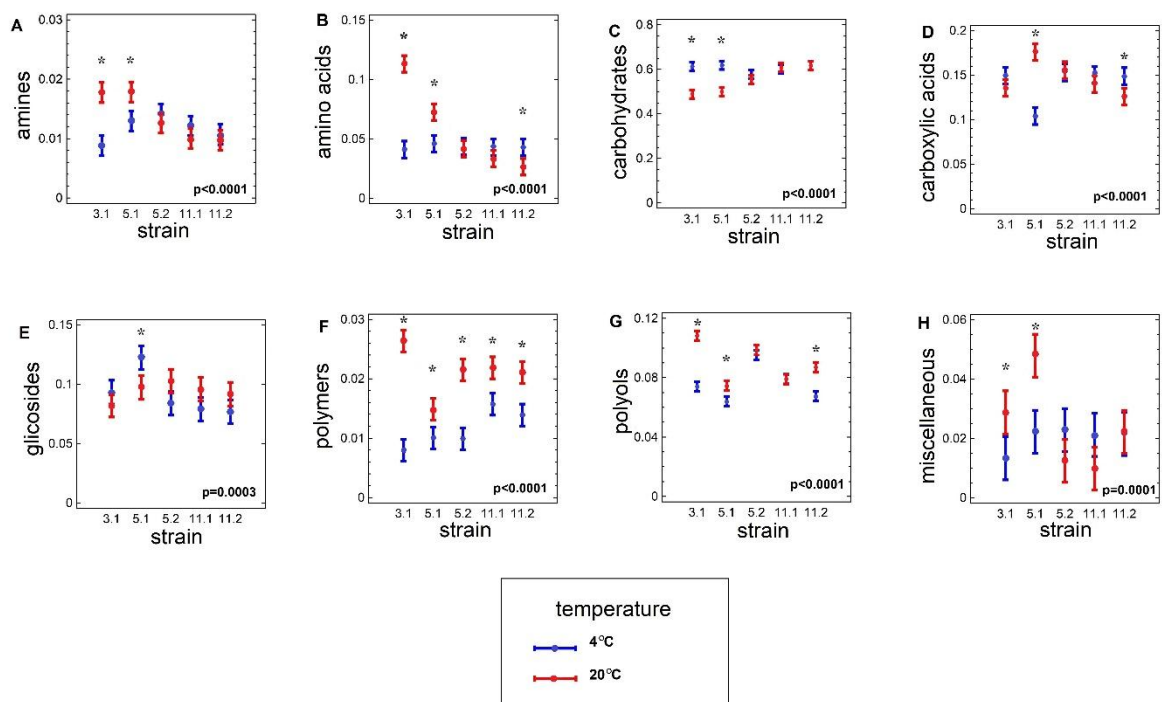 A
amines
0.03
0.02
0.01
0
* *
p<0.0001
3.1 5.1 5.2 11.1 11.2
strain
B
amino acids
0.15
0.1
0.05
0
* * *
p<0.0001
3.1 5.1 5.2 11.1 11.2
strain
C
carbohydrates
0.8
0.6
0.4
0.2
0
* *
p<0.0001
3.1 5.1 5.2 11.1 11.2
strain
D
carboxylic acids
0.2
0.15
0.1
0.05
0
* *
p<0.0001
3.1 5.1 5.2 11.1 11.2
strain
E
glicosides
0.15
0.1
0.05
0
*
p=0.0003
3.1 5.1 5.2 11.1 11.2
strain
F
polymers
0.03
0.02
0.01
0
* * * * *
p<0.0001
3.1 5.1 5.2 11.1 11.2
strain
G
polyols
0.12
0.08
0.04
0
* * *
p<0.0001
3.1 5.1 5.2 11.1 11.2
strain
H
miscellaneous
0.06
0.04
0.02
0
* *
p=0.0001
3.1 5.1 5.2 11.1 11.2
strain
temperature
4°C
20°C